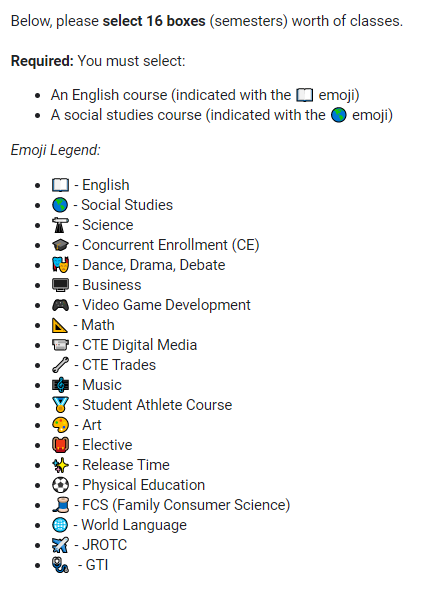 Below, please select 16 boxes (semesters) worth of classes.
Required: You must select:
• An English course (indicated with the 📖 emoji)
• A social studies course (indicated with the 🌎 emoji)
Emoji Legend:
• 📖 - English
• 🌎 - Social Studies
• 🔭 - Science
• 🎓 - Concurrent Enrollment (CE)
• 🎭 - Dance, Drama, Debate
• 🖥️ - Business
• 🎮 - Video Game Development
• 📐 - Math
• 📹 - CTE Digital Media
• 🔧 - CTE Trades
• 🎼 - Music
• 🏅 - Student Athlete Course
• 🎨 - Art
• 🎒 - Elective
• ✨ - Release Time
• ⚽ - Physical Education
• 🧵 - FCS (Family Consumer Science)
• 🌐 - World Language
• ✈️ - JROTC
• 🩺 - GTI